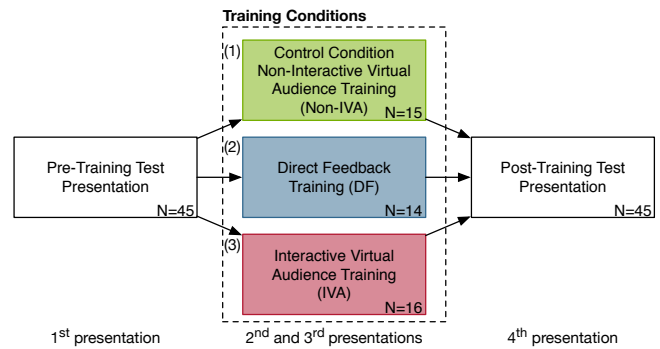 Training Conditions
(1)
Control Condition
Non-Interactive Virtual
Audience Training
(Non-IVA)
N=15
Pre-Training Test
Presentation
N=45
(2)
Direct Feedback
Training (DF)
N=14
Post-Training Test
Presentation
N=45
(3)
Interactive Virtual
Audience Training
(IVA)
N=16
1st presentation
2nd and 3rd presentations
4th presentation